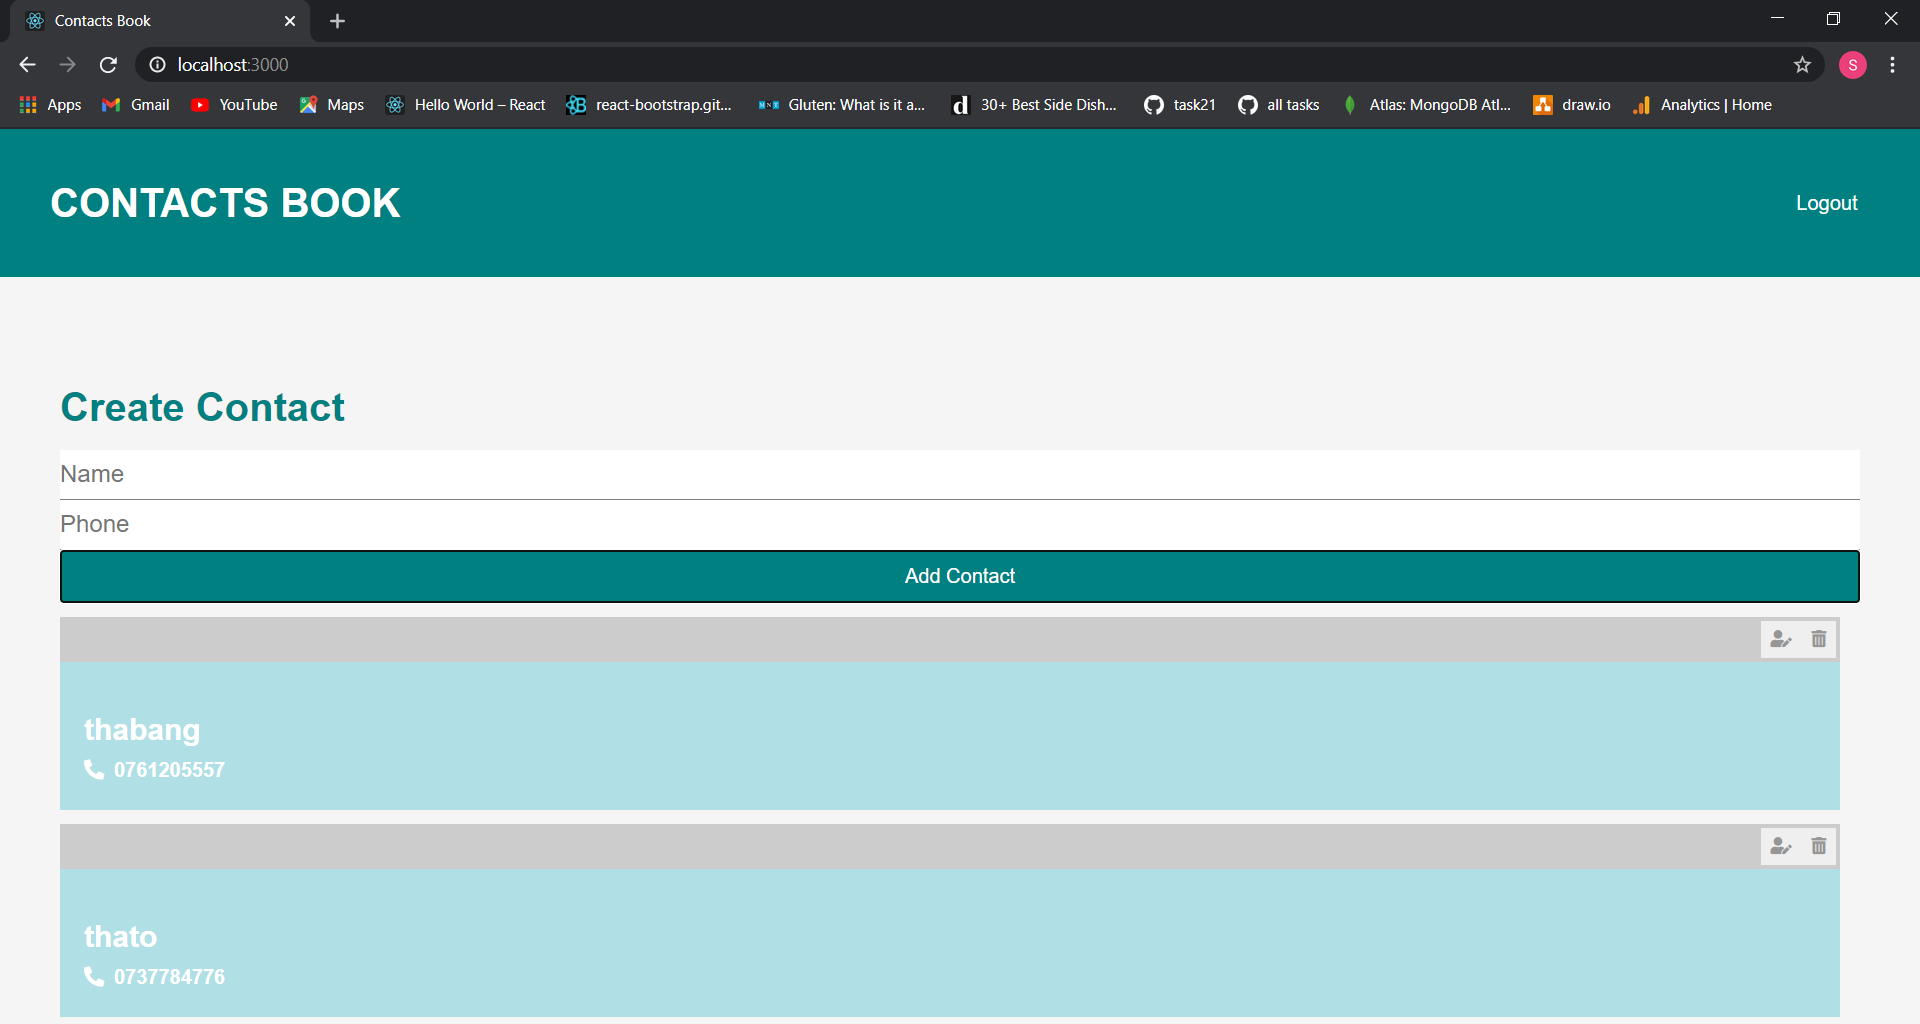 Contacts Book
localhost:3000
S
Apps Gmail YouTube Maps Hello World – React react-bootstrap.git... Gluten: What is it a... d 30+ Best Side Dish... task21 all tasks Atlas: MongoDB Atl... draw.io Analytics | Home
CONTACTS BOOK
Logout
Create Contact
Name
Phone
Add Contact
thabang
0761205557
thato
0737784776